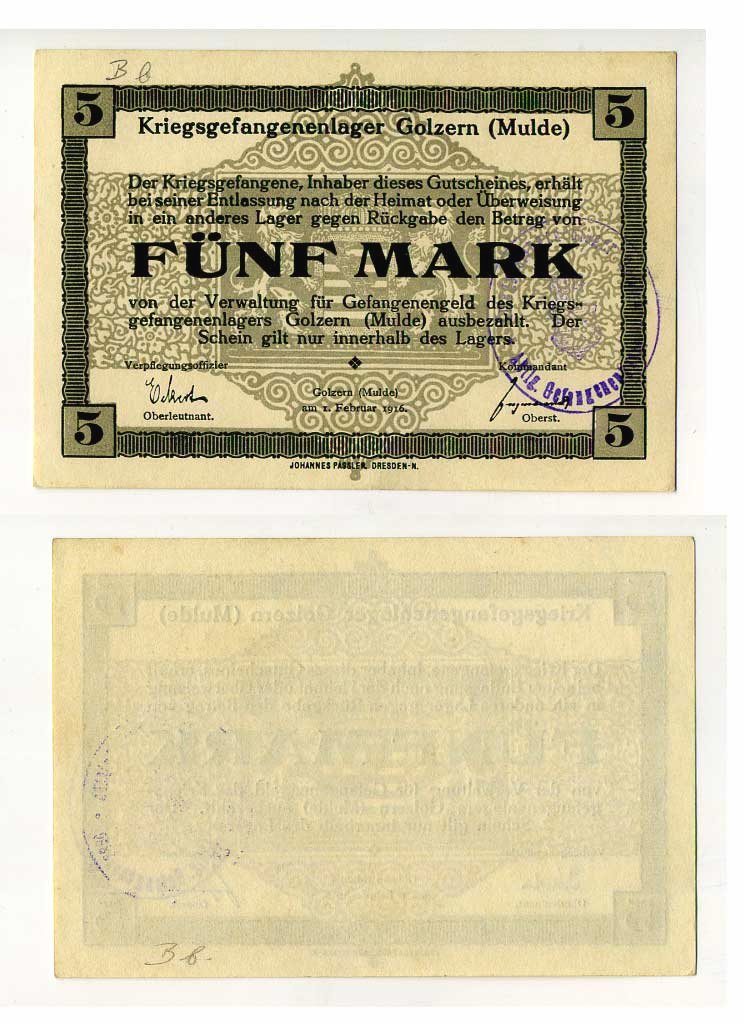 B b
5 5
Kriegsgefangenenlager Golzern (Mulde)
Der Kriegsgefangene, Inhaber dieses Gutscheines, erhält
bei seiner Entlassung nach der Heimat oder Überweisung
in ein anderes Lager gegen Rückgabe den Betrag von
FÜNF MARK
von der Verwaltung für Gefangenengeld des Kriegs-
gefangenenlagers Golzern (Mulde) ausbezahlt. Der
Schein gilt nur innerhalb des Lagers.
Verpflegungsoffizier Kommandant
Eckert
Oberleutnant. Golzern (Mulde) Oberst.
am 1. Februar 1916.
5 5
JOHANNES PÄSSLER, DRESDEN-N.
B b.